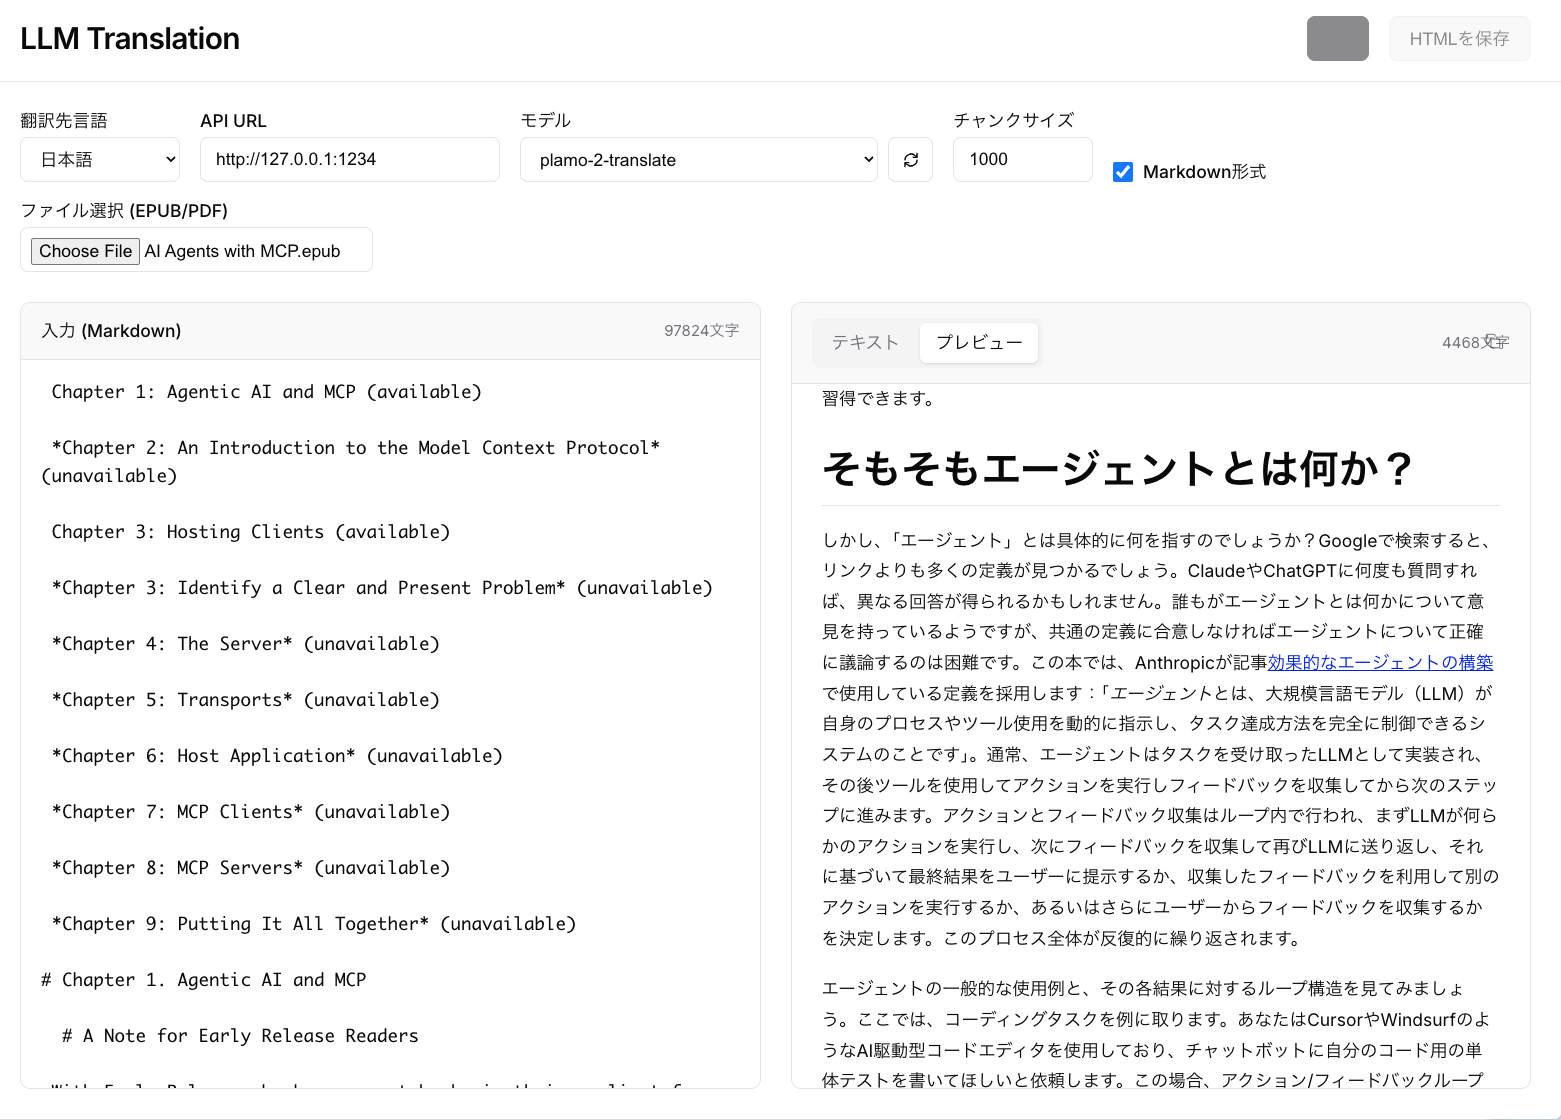 LLM Translation
HTMLを保存
翻訳先言語
API URL
モデル
チャンクサイズ
日本語
http://127.0.0.1:1234
plamo-2-translate
1000
Markdown形式
ファイル選択 (EPUB/PDF)
Choose File AI Agents with MCP.epub
入力 (Markdown)
97824文字
Chapter 1: Agentic AI and MCP (available)
*Chapter 2: An Introduction to the Model Context Protocol*
(unavailable)
Chapter 3: Hosting Clients (available)
*Chapter 3: Identify a Clear and Present Problem* (unavailable)
*Chapter 4: The Server* (unavailable)
*Chapter 5: Transports* (unavailable)
*Chapter 6: Host Application* (unavailable)
*Chapter 7: MCP Clients* (unavailable)
*Chapter 8: MCP Servers* (unavailable)
*Chapter 9: Putting It All Together* (unavailable)
# Chapter 1. Agentic AI and MCP
# A Note for Early Release Readers
テキスト
プレビュー
4468文字
習得できます。
そもそもエージェントとは何か？
しかし、「エージェント」とは具体的に何を指すのでしょうか？Googleで検索すると、
リンクよりも多くの定義が見つかるでしょう。ClaudeやChatGPTに何度も質問すれ
ば、異なる回答が得られるかもしれません。誰もがエージェントとは何かについて意
見を持っているようですが、共通の定義に合意しなければエージェントについて正確
に議論するのは困難です。この本では、Anthropicが記事効果的なエージェントの構築
で使用している定義を採用します：「エージェントとは、大規模言語モデル（LLM）が
自身のプロセスやツール使用を動的に指示し、タスク達成方法を完全に制御できるシ
ステムのことです」。通常、エージェントはタスクを受け取ったLLMとして実装され、
その後ツールを使用してアクションを実行しフィードバックを収集してから次のステッ
プに進みます。アクションとフィードバック収集はループ内で行われ、まずLLMが何ら
かのアクションを実行し、次にフィードバックを収集して再びLLMに送り返し、それ
に基づいて最終結果をユーザーに提示するか、収集したフィードバックを利用して別の
アクションを実行するか、あるいはさらにユーザーからフィードバックを収集するか
を決定します。このプロセス全体が反復的に繰り返されます。
エージェントの一般的な使用例と、その各結果に対するループ構造を見てみましょ
う。ここでは、コーディングタスクを例に取ります。あなたはCursorやWindsurfのよ
うなAI駆動型コードエディタを使用しており、チャットボットに自分のコード用の単
体テストを書いてほしいと依頼します。この場合、アクション/フィードバックループ